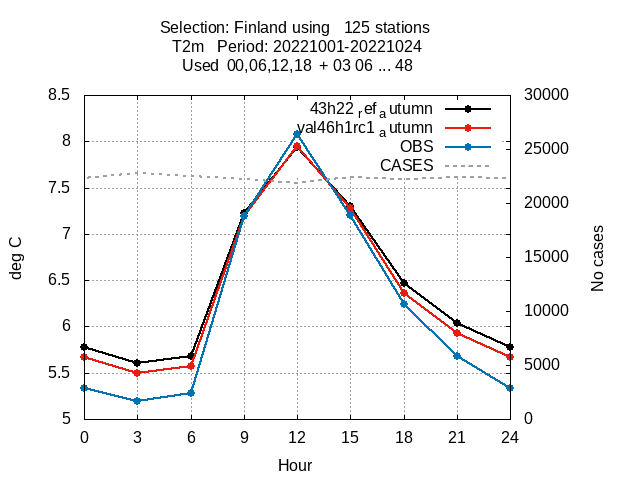 Selection: Finland using 125 stations
T2m Period: 20221001-20221024
Used 00,06,12,18 + 03 06 ... 48
43h22 ref a utumn
val46h1rc1 a utumn
OBS
CASES
8.5
8
7.5
7
6.5
6
5.5
5
deg C
30000
25000
20000
15000
10000
5000
0
No cases
0 3 6 9 12 15 18 21 24
Hour